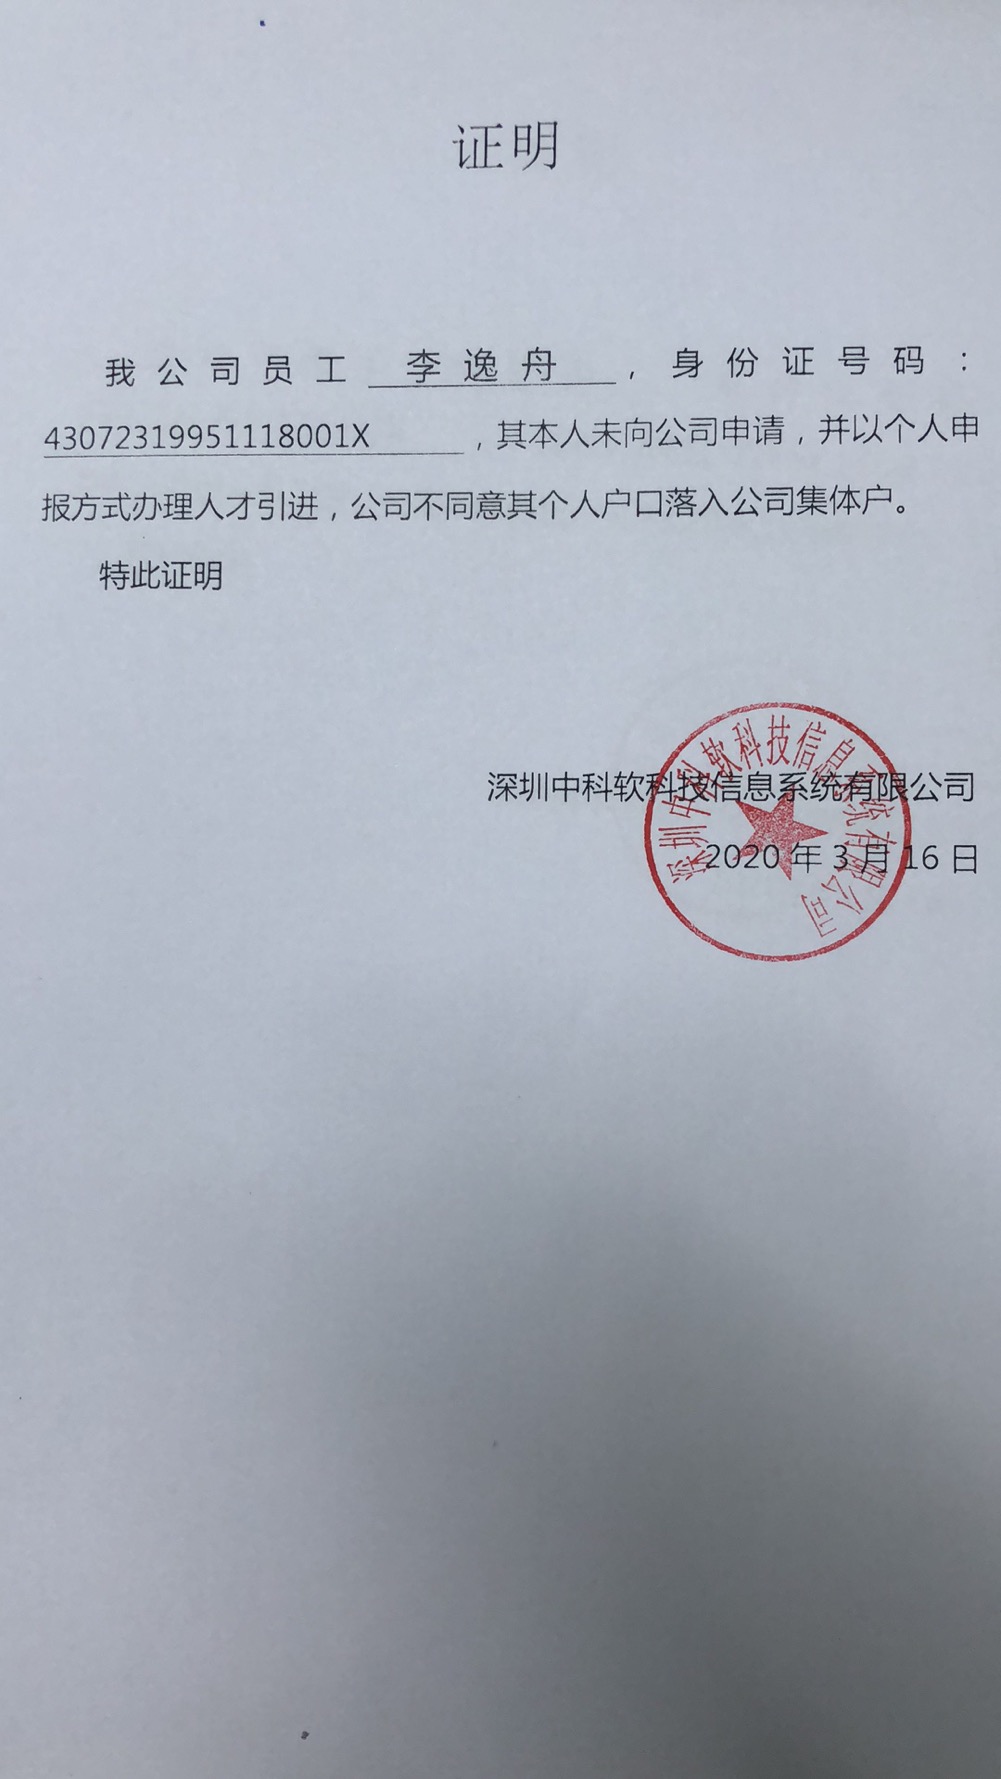 证明
我公司员工 李逸舟 ，身份证号码：
43072319951118001X ，其本人未向公司申请，并以个人申
报方式办理人才引进，公司不同意其个人户口落入公司集体户。
特此证明
深圳中科软科技信息系统有限公司
2020 年 3 月 16 日
深圳中科软科技信息系统有限公司